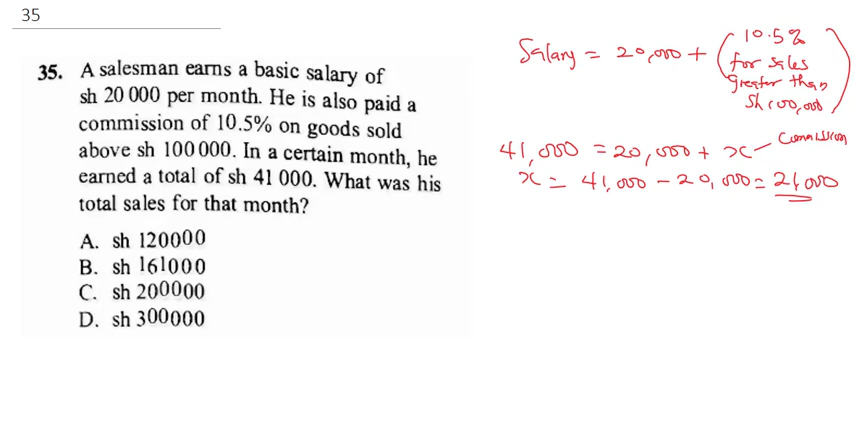 35
35. A salesman earns a basic salary of
sh 20 000 per month. He is also paid a
commission of 10.5% on goods sold
above sh 100 000. In a certain month, he
earned a total of sh 41 000. What was his
total sales for that month?
A. sh 120000
B. sh 161000
C. sh 200000
D. sh 300000
Salary = 20,000 + ( 10.5%
for sales
greater than
sh 100,000 )
41,000 = 20,000 + x – commission
x = 41,000 – 20,000 = 21,000